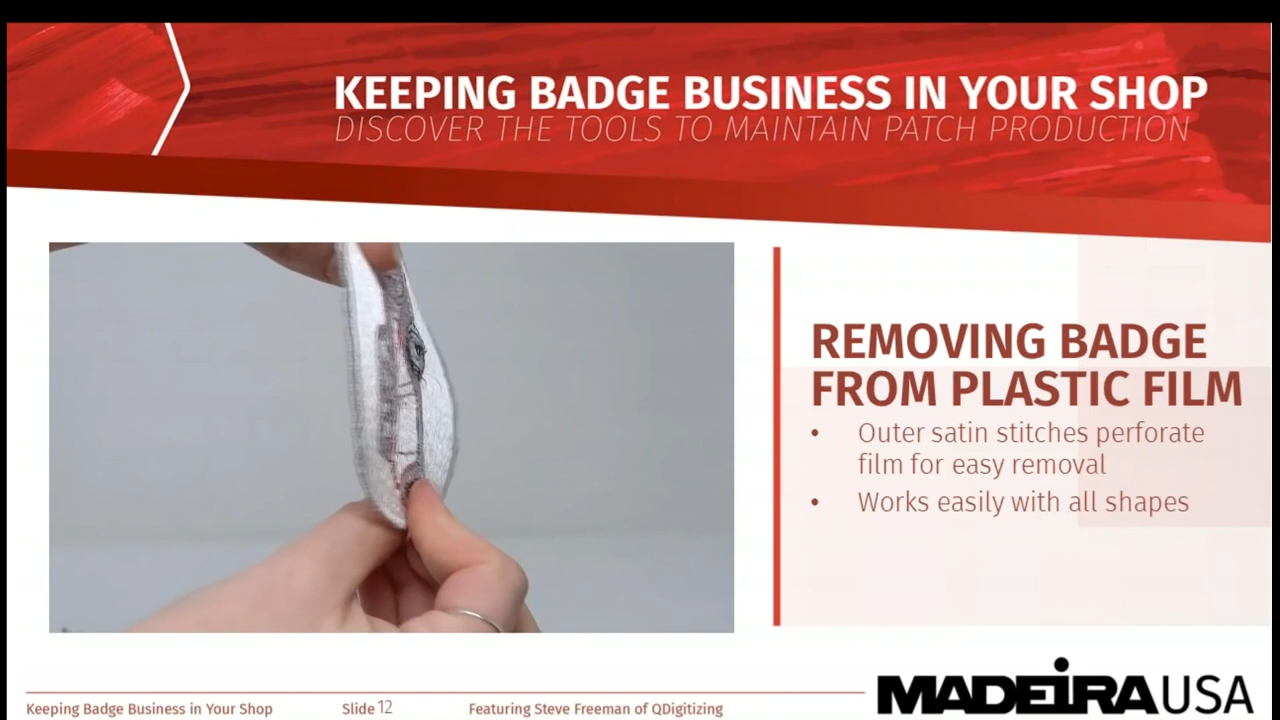 KEEPING BADGE BUSINESS IN YOUR SHOP
DISCOVER THE TOOLS TO MAINTAIN PATCH PRODUCTION
REMOVING BADGE
FROM PLASTIC FILM
• Outer satin stitches perforate
film for easy removal
• Works easily with all shapes
Keeping Badge Business in Your Shop Slide 12 Featuring Steve Freeman of QDigitizing
MADEiRA USA